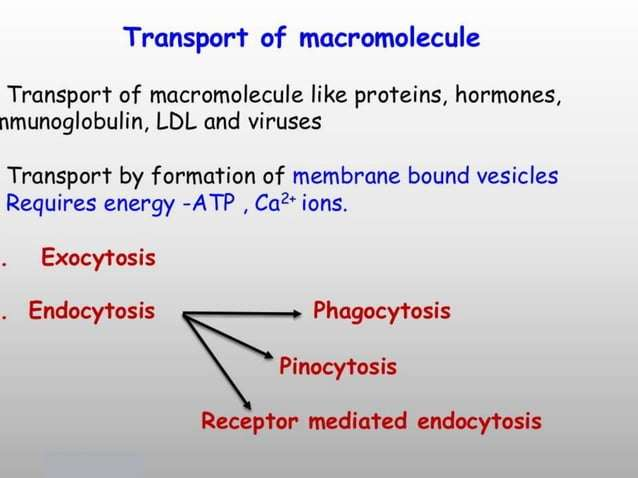 Transport of macromolecule
Transport of macromolecule like proteins, hormones,
mmunoglobulin, LDL and viruses
Transport by formation of membrane bound vesicles
Requires energy -ATP , Ca²⁺ ions.
. Exocytosis
. Endocytosis Phagocytosis
Pinocytosis
Receptor mediated endocytosis